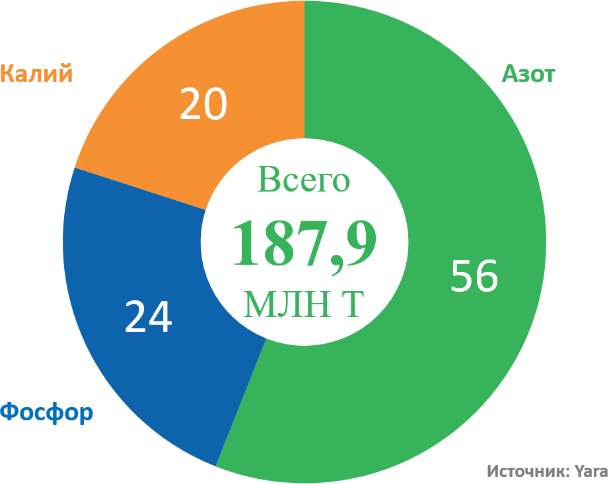 Калий
Азот
20
Всего
187,9
МЛН Т
56
24
Фосфор
Источник: Yara